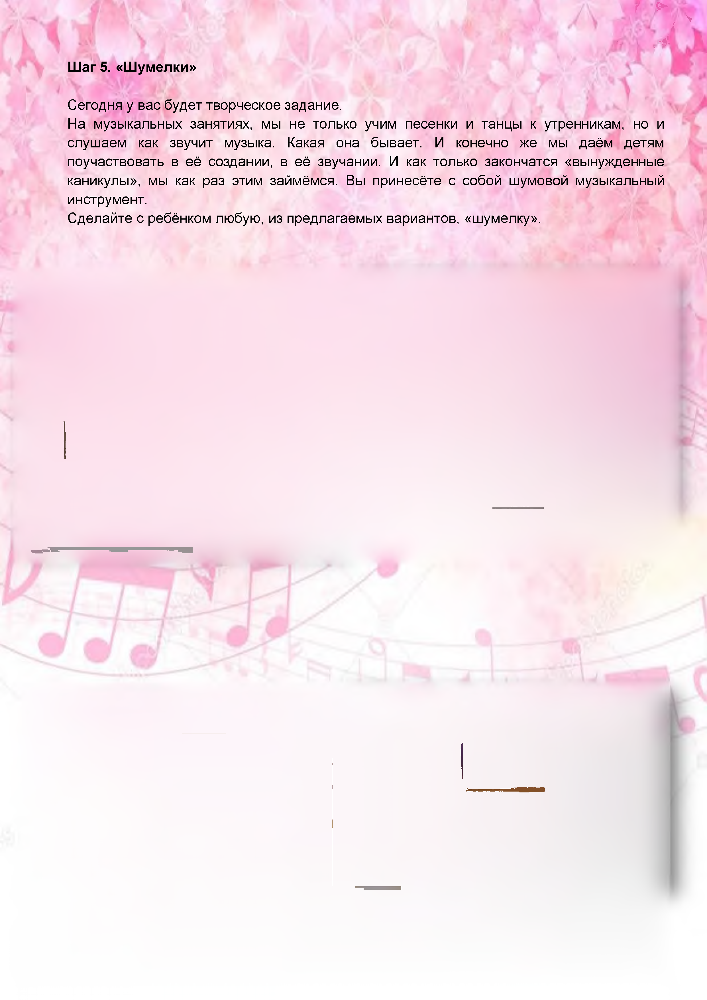 Шаг 5. «Шумелки»
Сегодня у вас будет творческое задание.
На музыкальных занятиях, мы не только учим песенки и танцы к утренникам, но и
слушаем как звучит музыка. Какая она бывает. И конечно же мы даём детям
поучаствовать в её создании, в её звучании. И как только закончатся «вынужденные
каникулы», мы как раз этим займёмся. Вы принесёте с собой шумовой музыкальный
инструмент.
Сделайте с ребёнком любую, из предлагаемых вариантов, «шумелку».